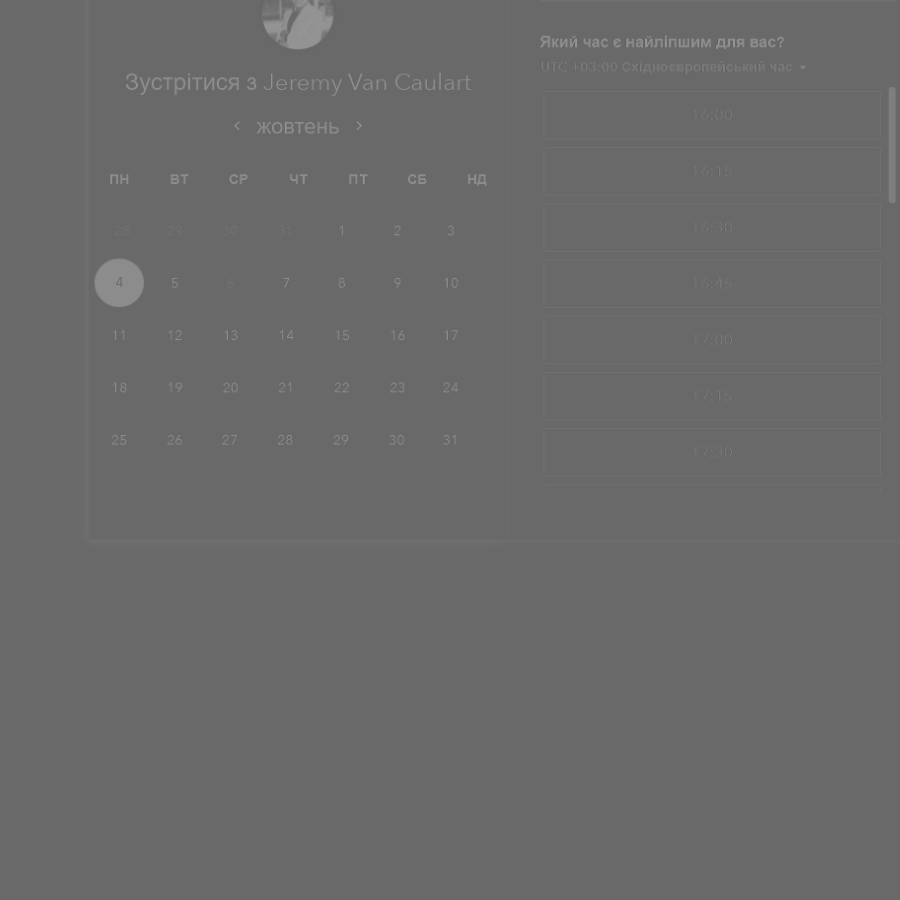 Зустрітися з Jeremy Van Caulart
жовтень
ПН ВТ СР ЧТ ПТ СБ НД
28 29 30 31 1 2 3
4 5 6 7 8 9 10
11 12 13 14 15 16 17
18 19 20 21 22 23 24
25 26 27 28 29 30 31
Який час є найліпшим для вас?
UTC +03:00 Східноєвропейський час
16:00
16:15
16:30
16:45
17:00
17:15
17:30